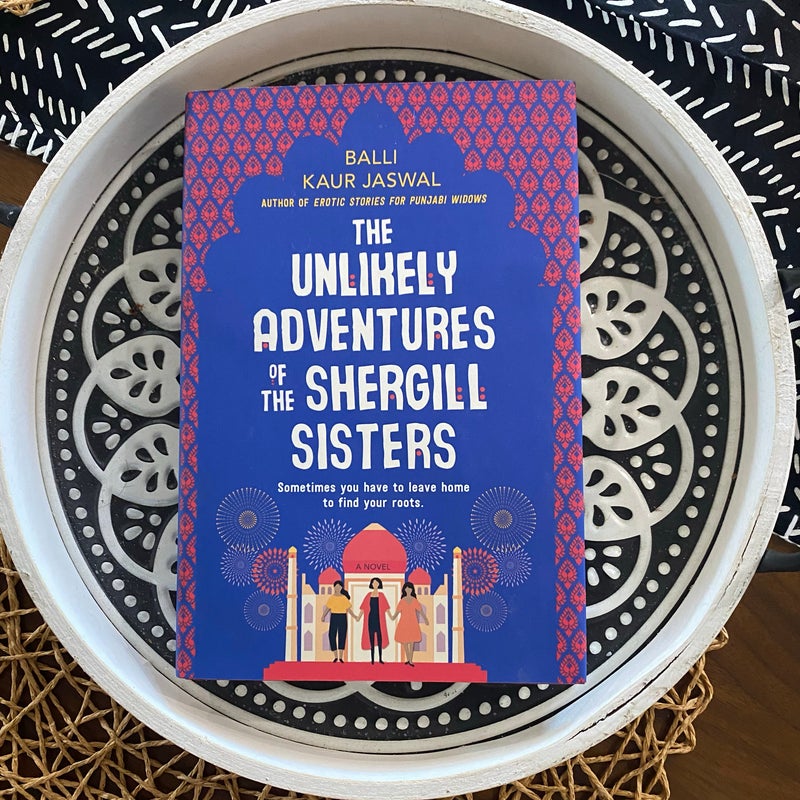 BALLI
KAUR JASWAL
AUTHOR OF EROTIC STORIES FOR PUNJABI WIDOWS
THE
UNLIKELY
ADVENTURES
OF
THE SHERGILL
SISTERS
Sometimes you have to leave home
to find your roots.
A NOVEL